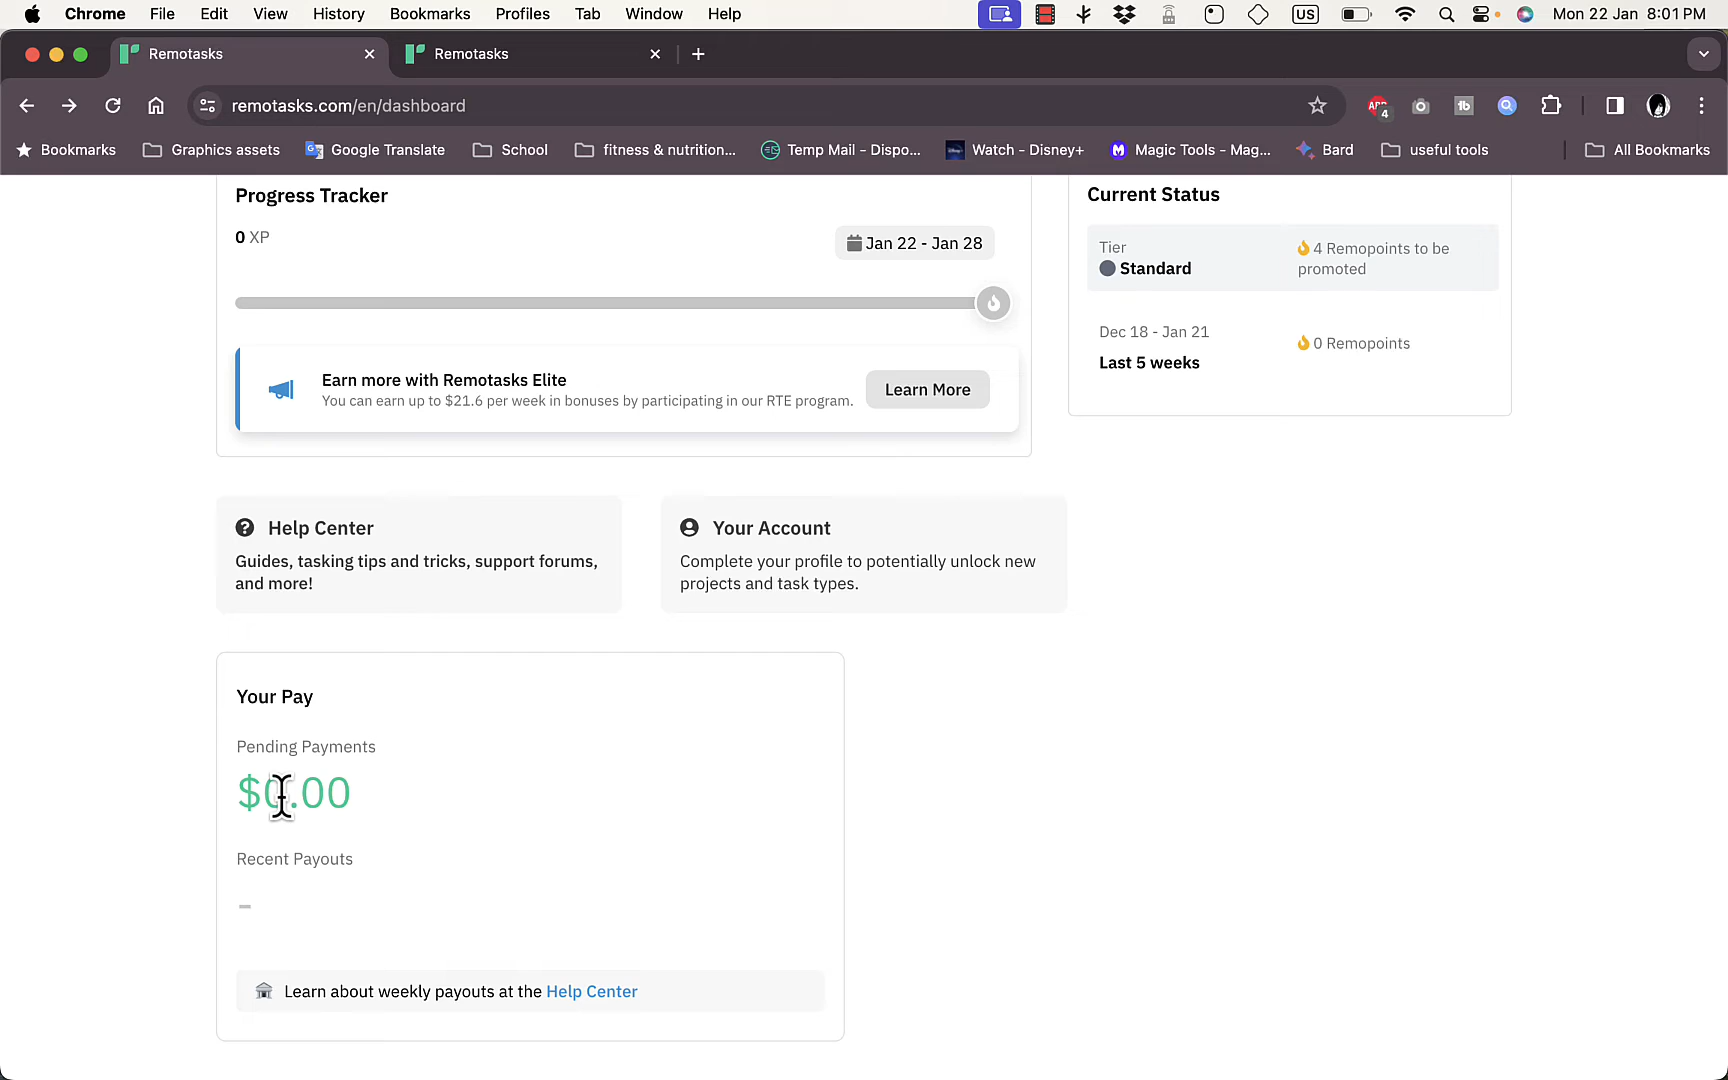 Chrome File Edit View History Bookmarks Profiles Tab Window Help US Mon 22 Jan 8:01 PM
Remotasks Remotasks
remotasks.com/en/dashboard ABP 4 tb
Bookmarks Graphics assets Google Translate School fitness & nutrition... Temp Mail - Dispo... Watch - Disney+ Magic Tools - Mag... Bard useful tools All Bookmarks
Progress Tracker
0 XP
Jan 22 - Jan 28
Earn more with Remotasks Elite
You can earn up to $21.6 per week in bonuses by participating in our RTE program.
Learn More
Current Status
Tier
Standard
4 Remopoints to be
promoted
Dec 18 - Jan 21
Last 5 weeks
0 Remopoints
Help Center
Guides, tasking tips and tricks, support forums,
and more!
Your Account
Complete your profile to potentially unlock new
projects and task types.
Your Pay
Pending Payments
$0.00
Recent Payouts
-
Learn about weekly payouts at the Help Center